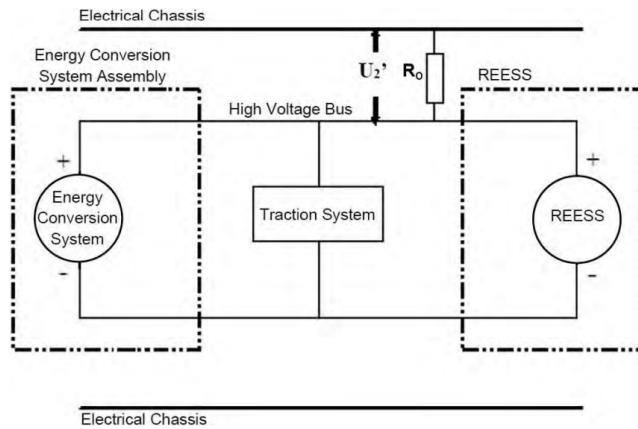 Electrical Chassis
Energy Conversion
System Assembly
U₂’
R₀
REESS
High Voltage Bus
+
+
Energy
Conversion
System
Traction System
REESS
-
-
Electrical Chassis